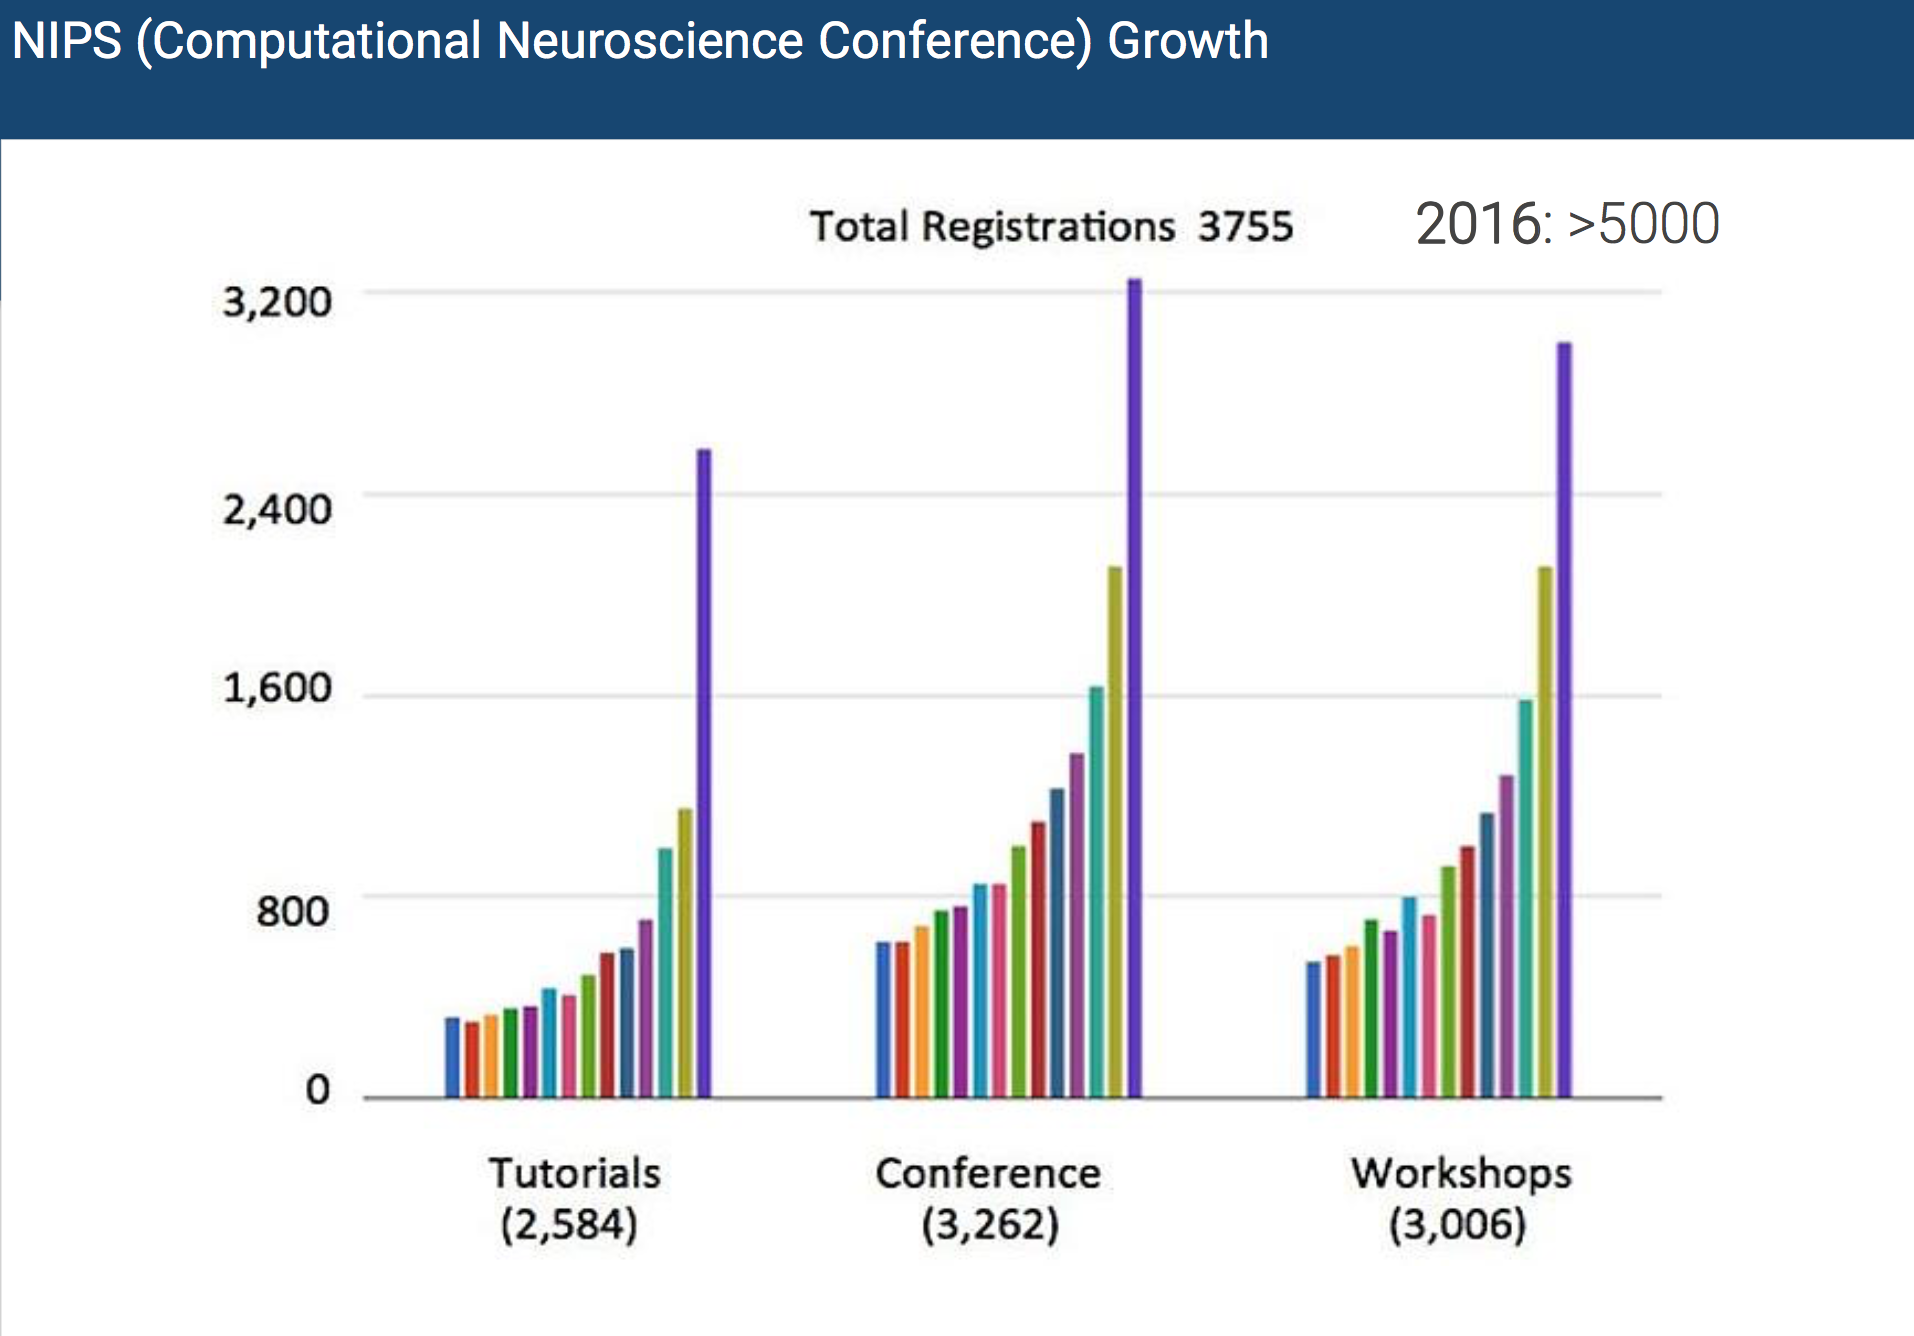 NIPS (Computational Neuroscience Conference) Growth
Total Registrations 3755
2016: >5000
3,200
2,400
1,600
800
0
Tutorials
(2,584)
Conference
(3,262)
Workshops
(3,006)